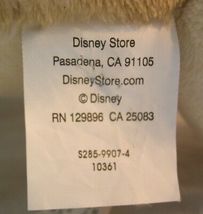 Disney Store
Pasadena, CA 91105
DisneyStore.com
© Disney
RN 129896 CA 25083
S285-9907-4
10361